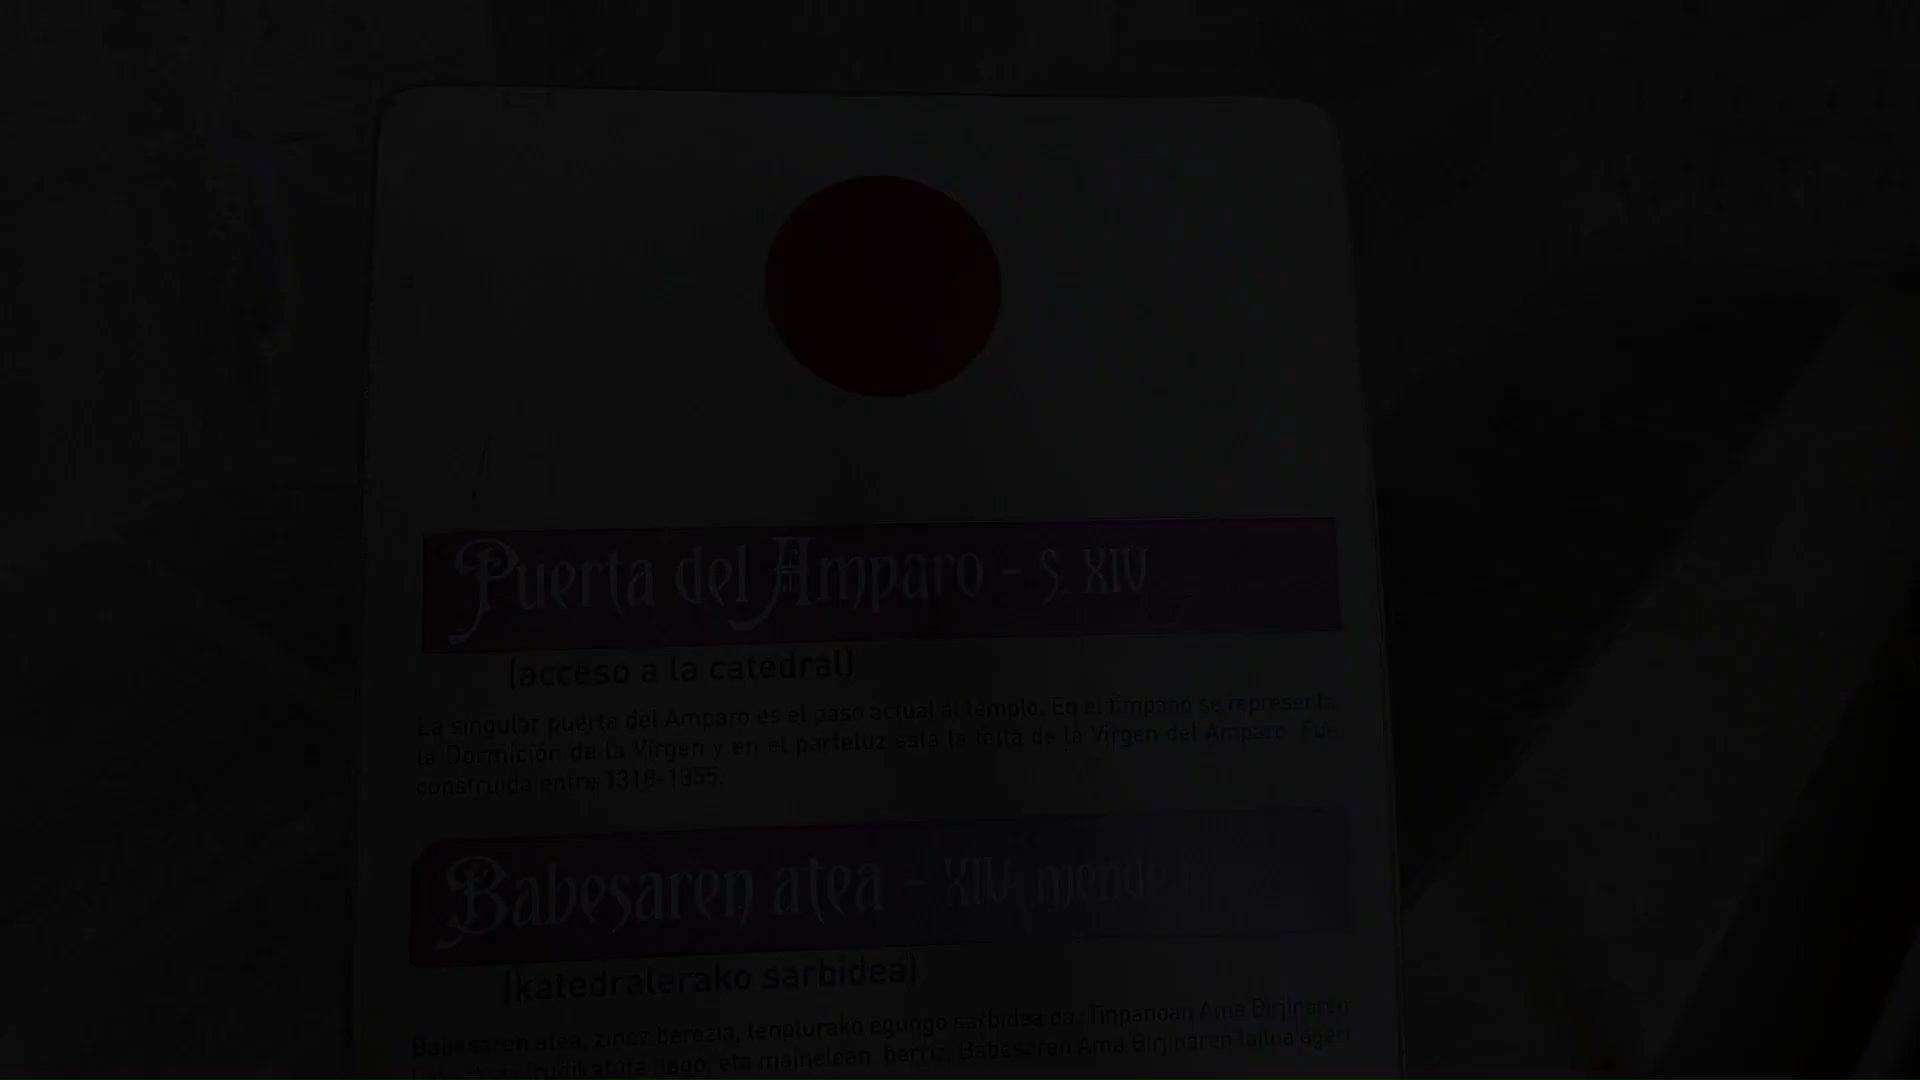 Puerta del Amparo - S. XIV
(acceso a la catedral)
La singular puerta del Amparo es el paso actual al templo. En el tímpano se representa
la Dormición de la Virgen y en el parteluz está la talla de la Virgen del Amparo. Fue
construida entre 1318-1355.
Babesaren atea - XIV. mendea
(katedralerako sarbidea)
Babesaren atea, zinez berezia, tenplurako egungo sarbidea da. Tinpanoan Ama Birjinaren
irudikatuta dago, eta mainelean, berriz, Babesaren Ama Birjinaren tailua ageri